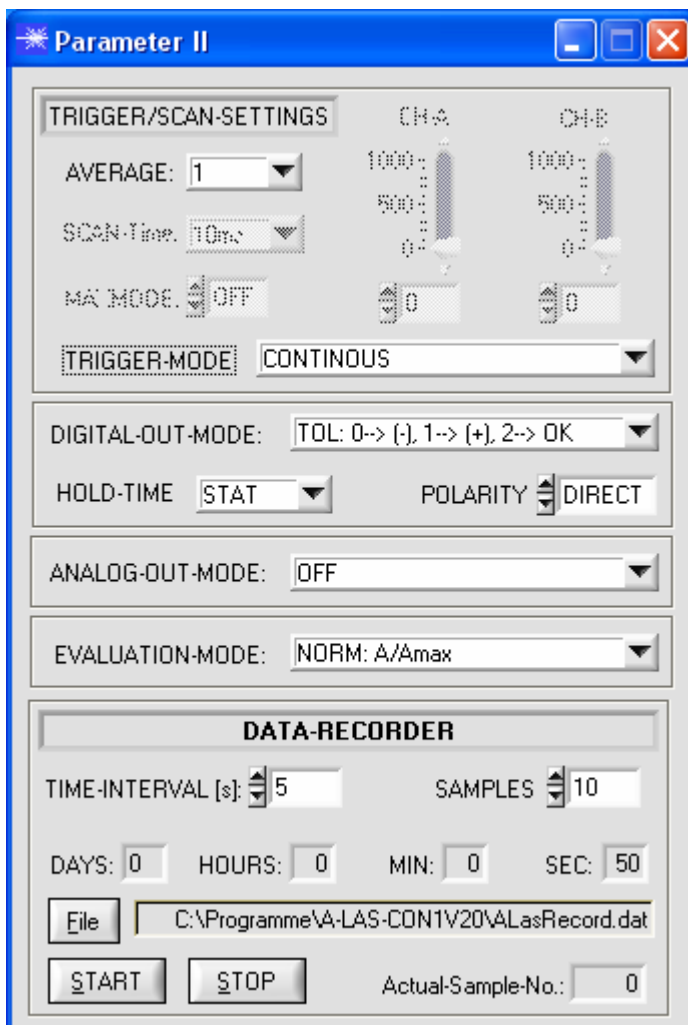 Parameter II
TRIGGER/SCAN-SETTINGS CH-A CH-B
AVERAGE: 1
1000 1000
SCAN-Time. 10ms
500 500
0 0
MODE. OFF 0 0
TRIGGER-MODE CONTINOUS
DIGITAL-OUT-MODE: TOL: 0--> (-), 1--> (+), 2--> OK
HOLD-TIME STAT POLARITY DIRECT
ANALOG-OUT-MODE: OFF
EVALUATION-MODE: NORM: A/Amax
DATA-RECORDER
TIME-INTERVAL [s]: 5 SAMPLES 10
DAYS: 0 HOURS: 0 MIN: 0 SEC: 50
File C:\Programme\A-LAS-CON1V20\ALasRecord.dat
START STOP Actual-Sample-No.: 0